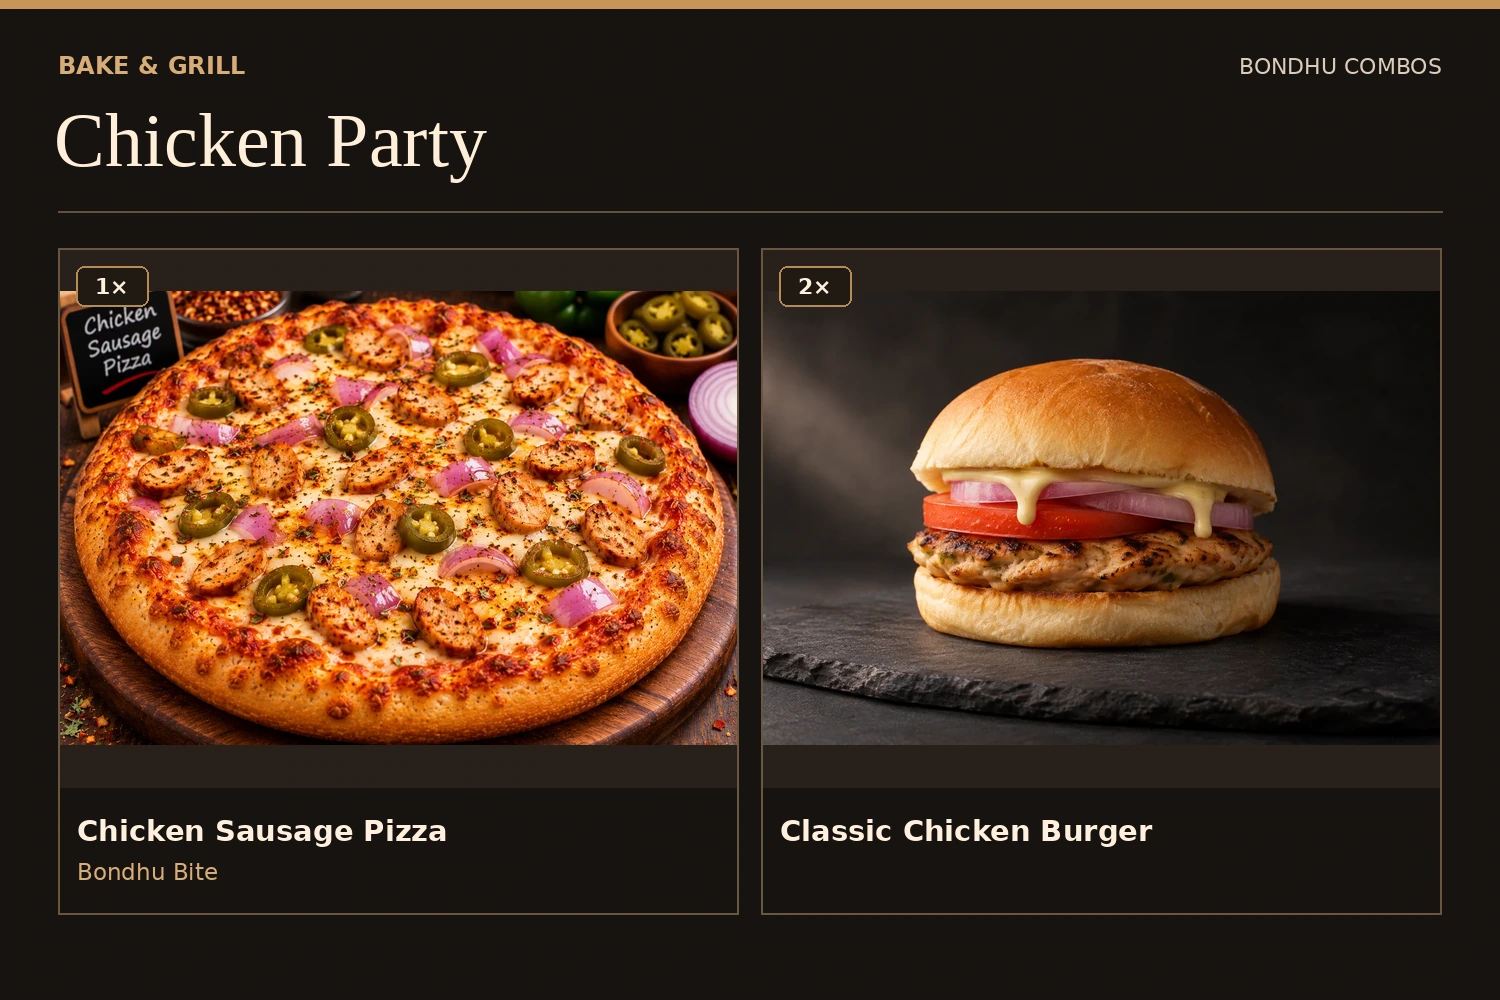 BAKE & GRILL
BONDHU COMBOS
Chicken Party
1×
Chicken
Sausage
Pizza
2×
Chicken Sausage Pizza
Bondhu Bite
Classic Chicken Burger